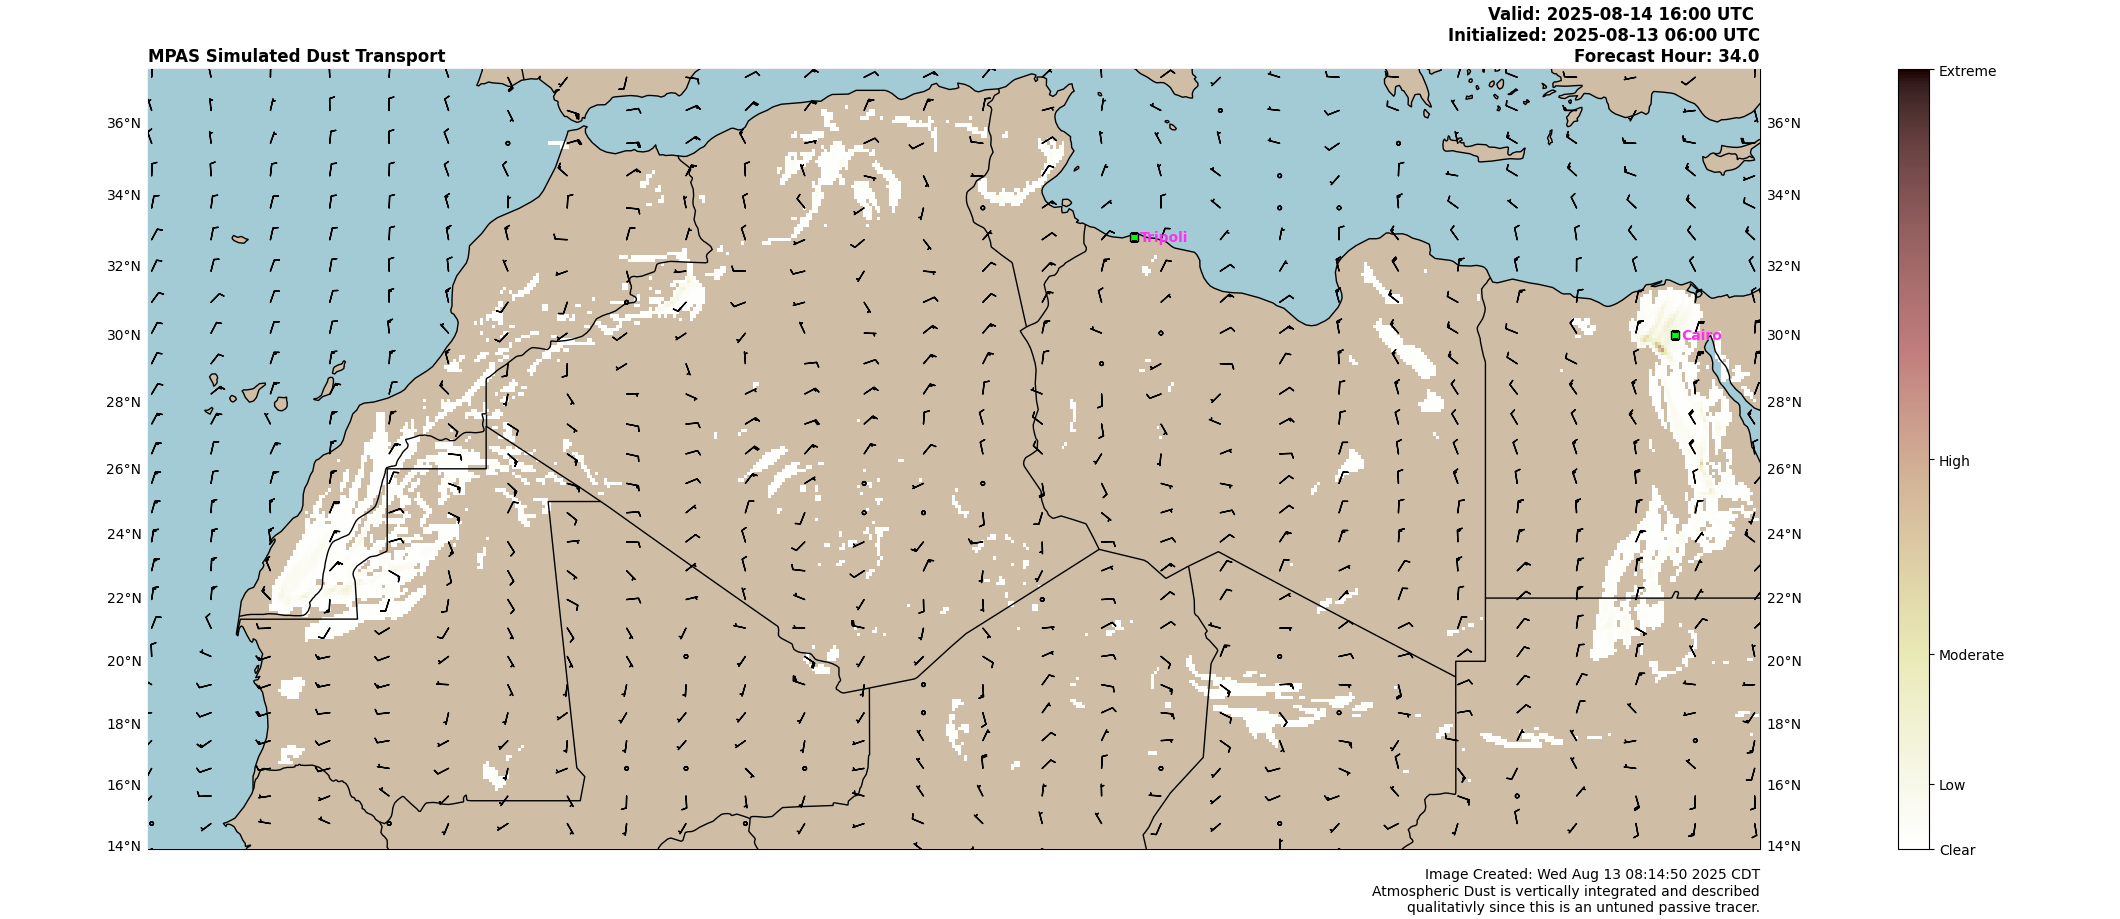 Valid: 2025-08-14 16:00 UTC
Initialized: 2025-08-13 06:00 UTC
MPAS Simulated Dust Transport
Forecast Hour: 34.0
36°N
34°N
32°N
30°N
28°N
26°N
24°N
22°N
20°N
18°N
16°N
14°N
Tripoli
Cairo
36°N
34°N
32°N
30°N
28°N
26°N
24°N
22°N
20°N
18°N
16°N
14°N
Extreme
High
Moderate
Low
Clear
Image Created: Wed Aug 13 08:14:50 2025 CDT
Atmospheric Dust is vertically integrated and described
qualitativly since this is an untuned passive tracer.